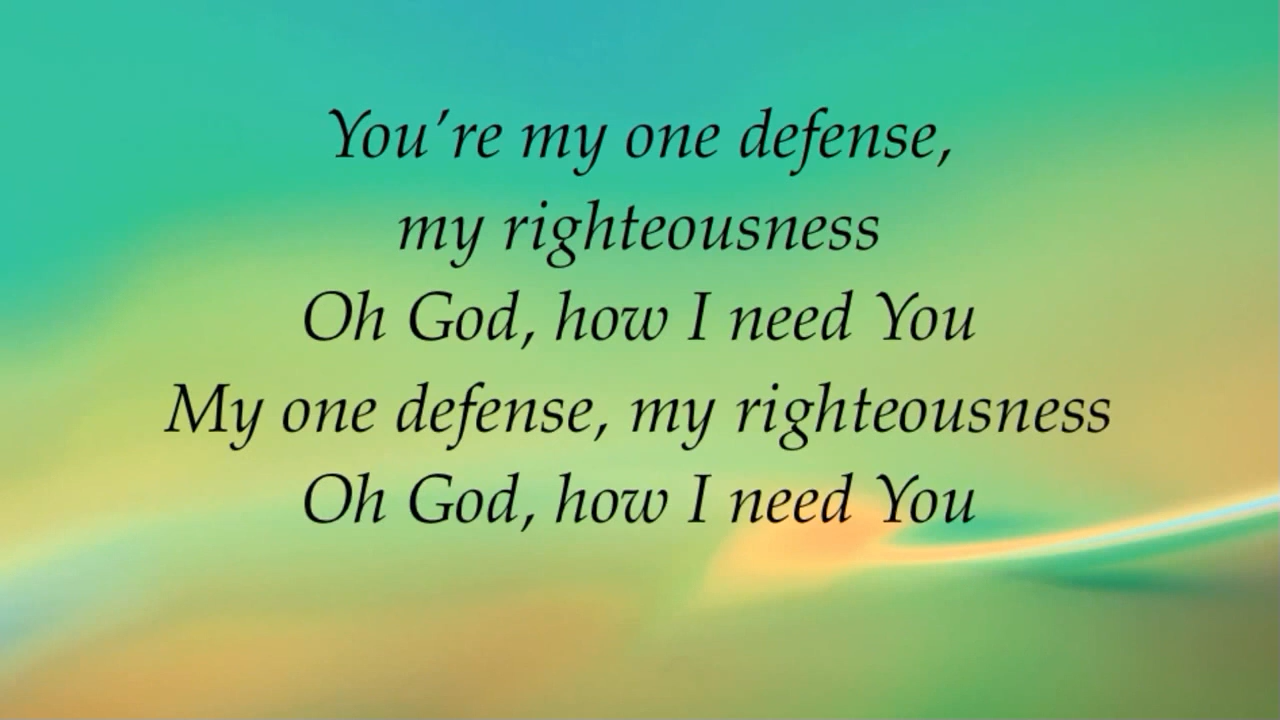 You're my one defense,
my righteousness
Oh God, how I need You
My one defense, my righteousness
Oh God, how I need You